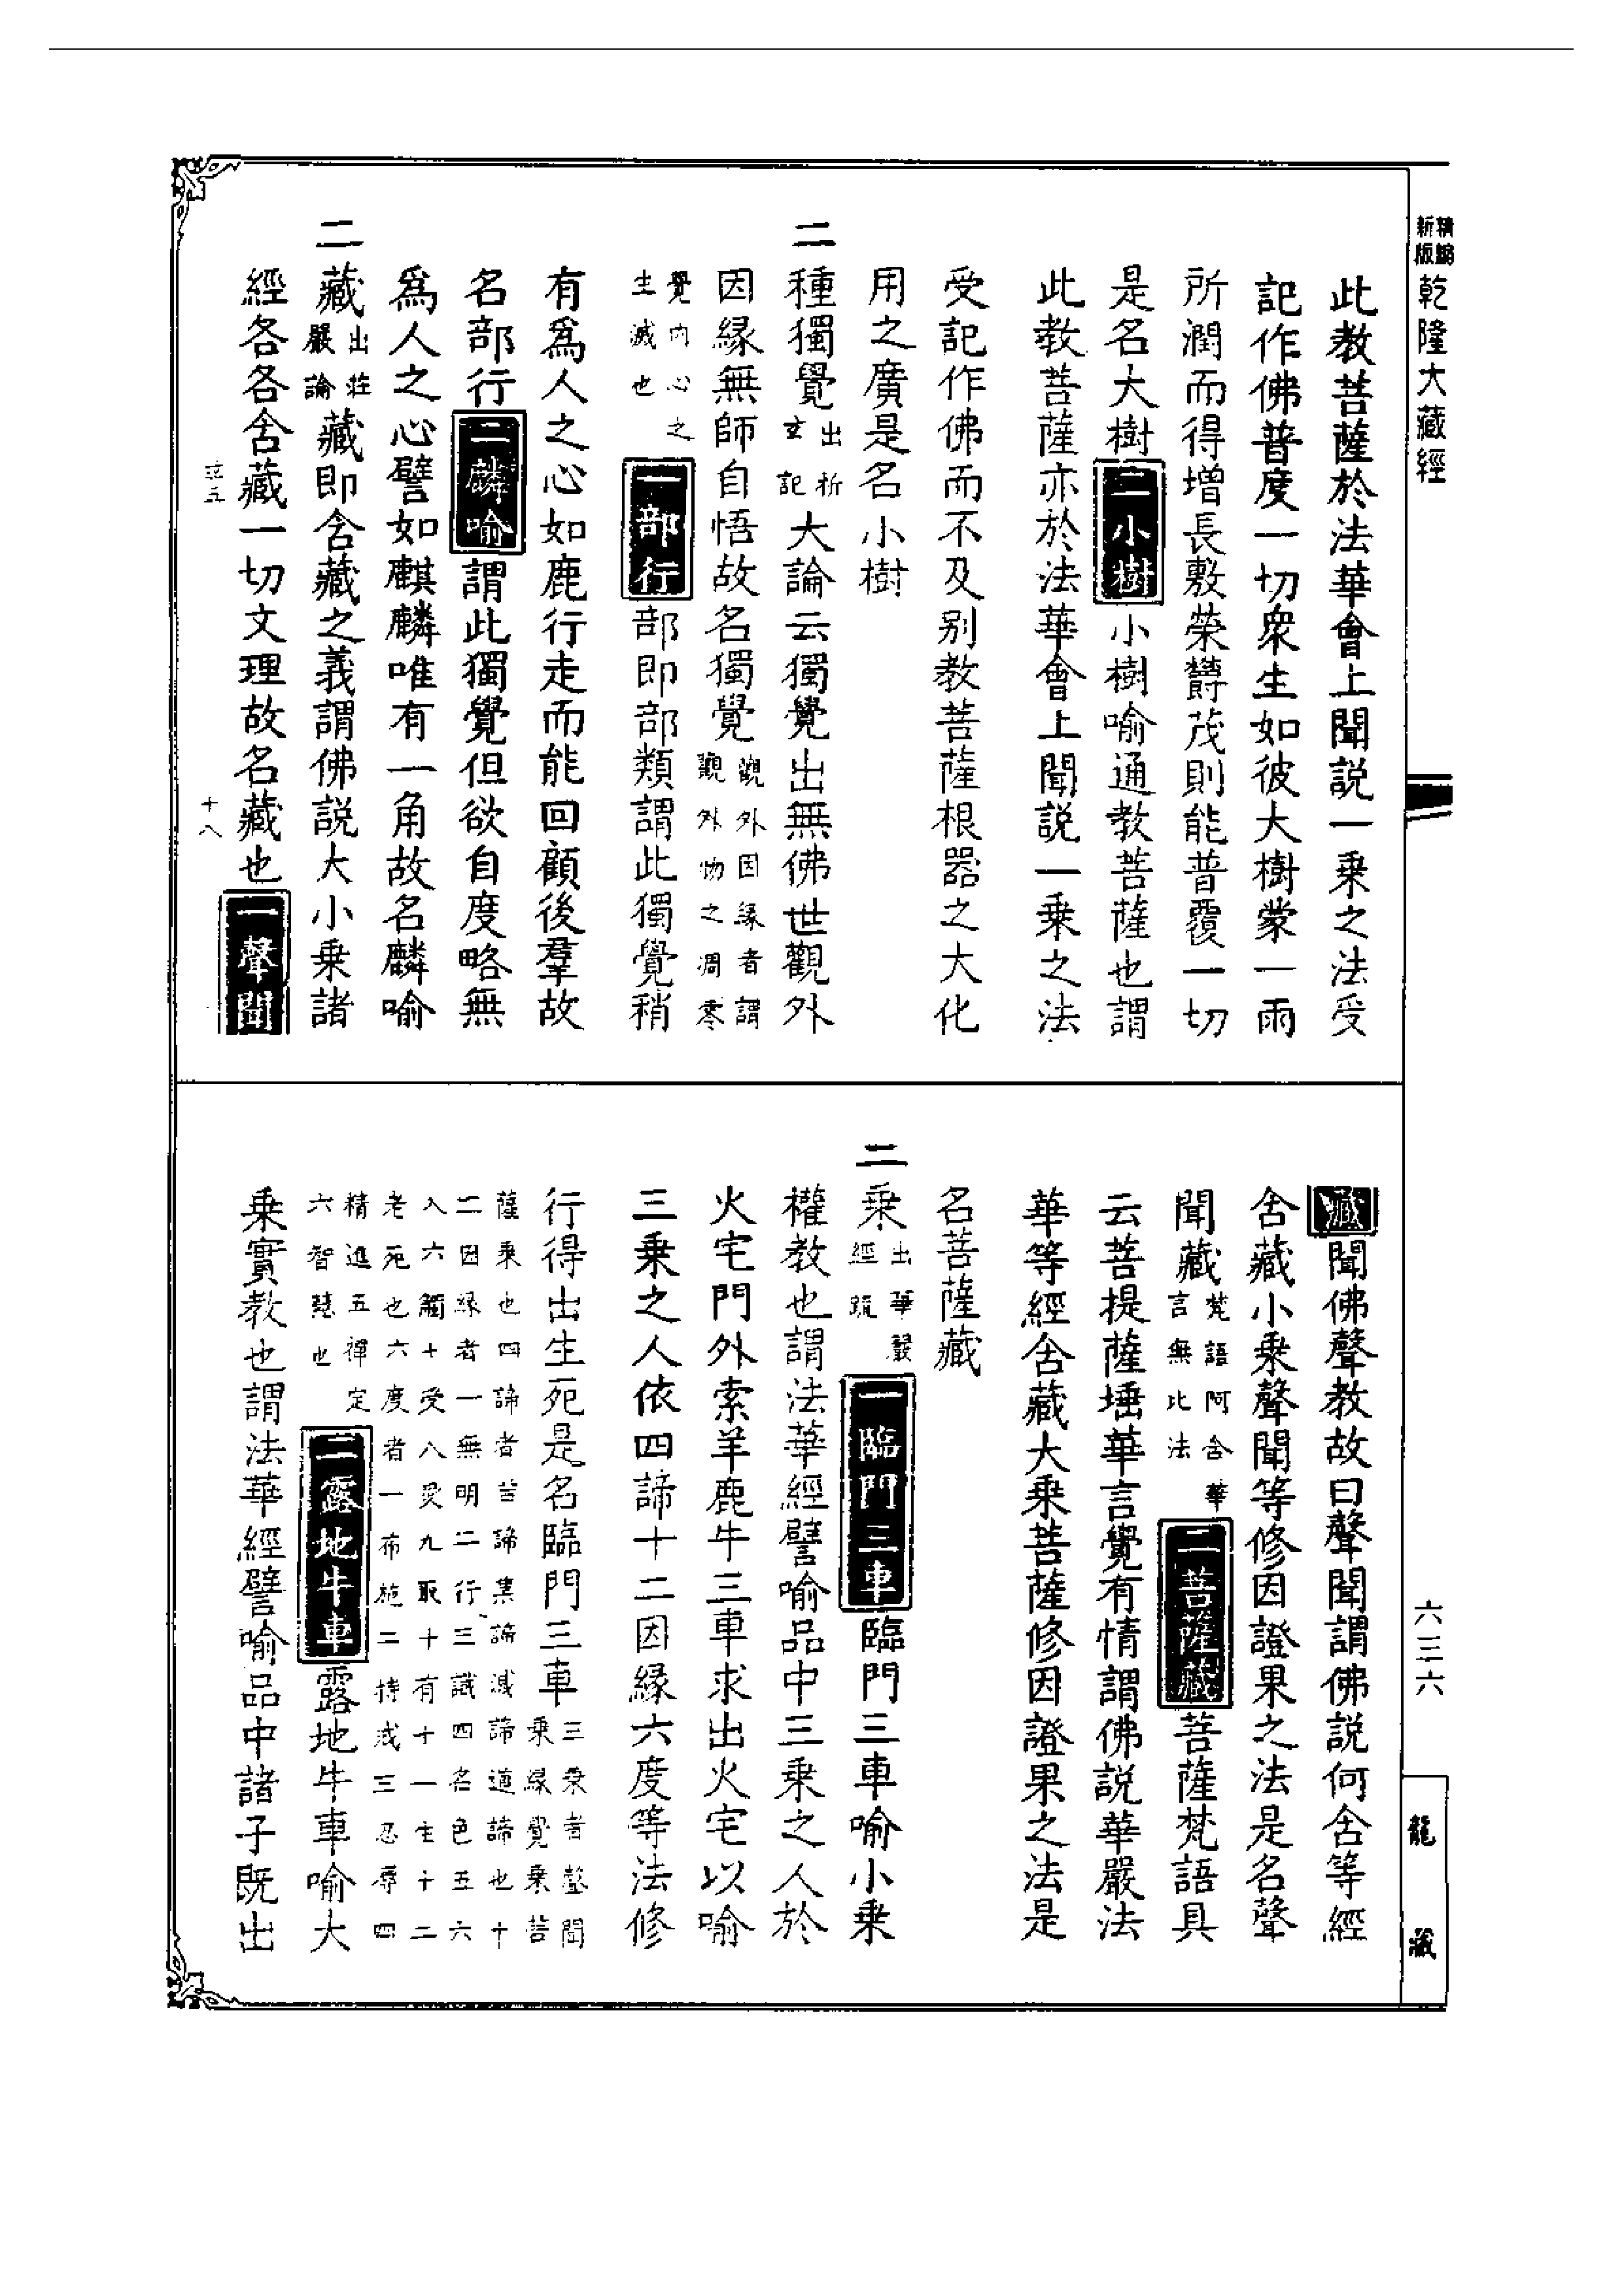 新版精編
乾隆大藏經
六三六
龍藏
此教菩薩於法華會上聞説一乘之法受
記作佛普度一切衆生如彼大樹蒙一雨
所潤而得增長敷榮欝茂則能普覆一切
是名大樹二小樹小樹喻通教菩薩也謂
此教菩薩亦於法華會上聞説一乘之法
受記作佛而不及别教菩薩根器之大化
用之廣是名小樹
二種獨覺出析玄記大論云獨覺出無佛世觀外
因緣無師自悟故名獨覺觀外因緣者謂觀外物之凋零
覺内心之生滅也一部行部即部類謂此獨覺稍
有爲人之心如鹿行走而能回顧後羣故
名部行二麟喻謂此獨覺但欲自度略無
爲人之心譬如麒麟唯有一角故名麟喻
二藏出莊嚴論藏即含藏之義謂佛説大小乘諸
經各各含藏一切文理故名藏也一聲聞
十八
藏聞佛聲教故曰聲聞謂佛説阿含等經
含藏小乘聲聞等修因證果之法是名聲
聞藏梵語阿含華言無比法二菩薩藏菩薩梵語具
云菩提薩埵華言覺有情謂佛説華嚴法
華等經含藏大乘菩薩修因證果之法是
名菩薩藏
二乘出華嚴經疏一臨門三車臨門三車喻小乘
權教也謂法華經譬喻品中三乘之人於
火宅門外索羊鹿牛三車求出火宅以喻
三乘之人依四諦十二因緣六度等法修
行得出生死是名臨門三車三乘者聲聞乘緣覺乘菩
薩乘也四諦者苦諦集諦滅諦道諦也十
二因緣者一無明二行三識四名色五六
入六觸七受八愛九取十有十一生十二
老死也六度者一布施二持戒三忍辱四
精進五禪定六智慧也二露地牛車露地牛車喻大
乘實教也謂法華經譬喻品中諸子既出